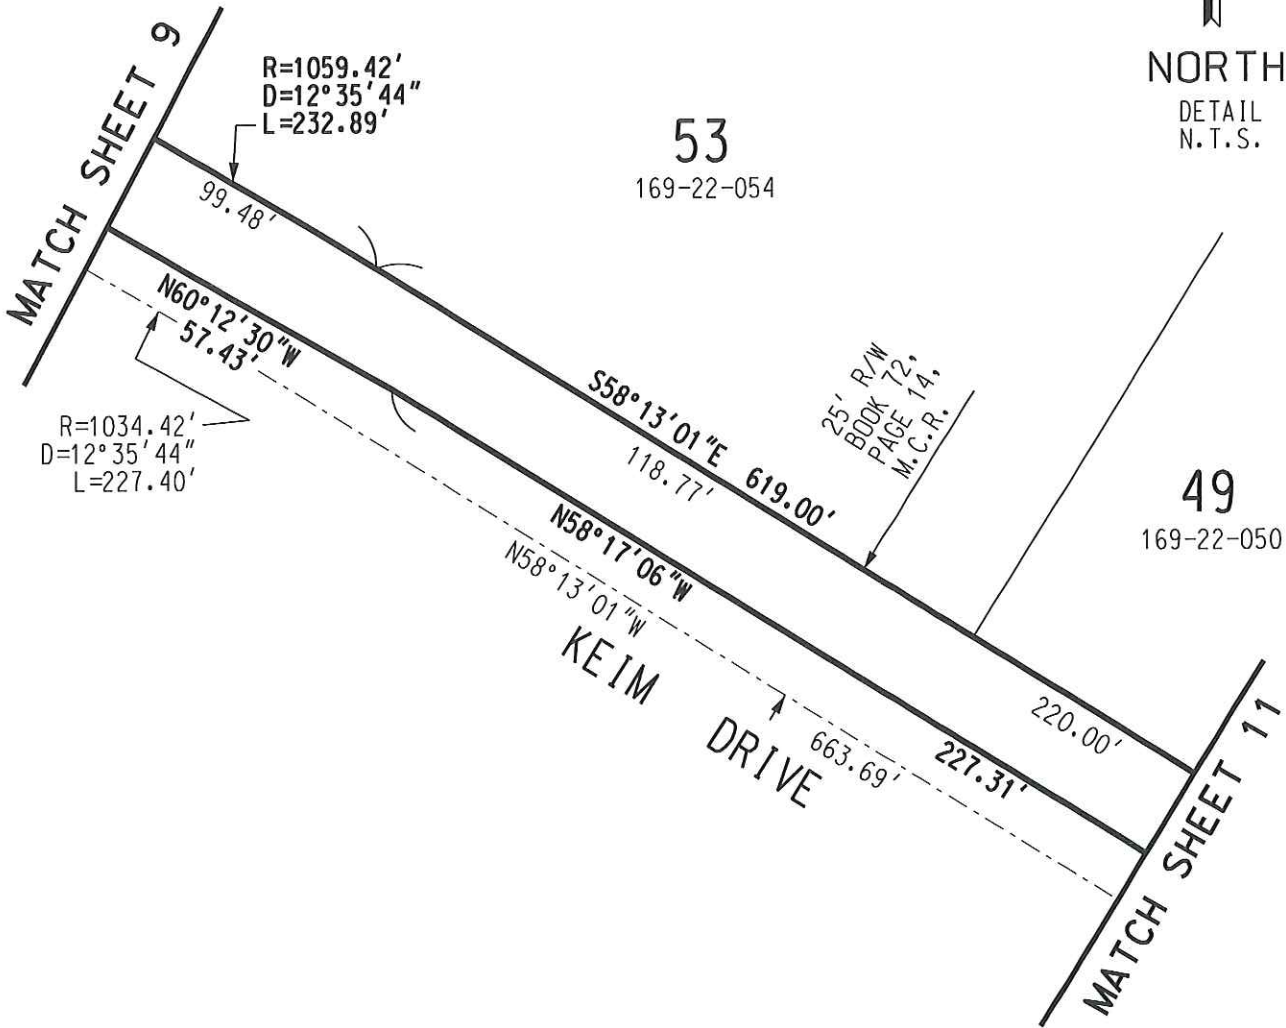 MATCH SHEET 9
R=1059.42'
D=12°35'44"
L=232.89'
NORTH
DETAIL
N.T.S.
53
169-22-054
99.48'
N60°12'30"W
57.43'
R=1034.42'
D=12°35'44"
L=227.40'
S58°13'01"E 619.00'
118.77'
25' R/W
BOOK 72,
PAGE 14,
M.C.R.
49
169-22-050
N58°17'06"W
227.31'
N58°13'01"W
663.69'
KEIM DRIVE
220.00'
MATCH SHEET 11